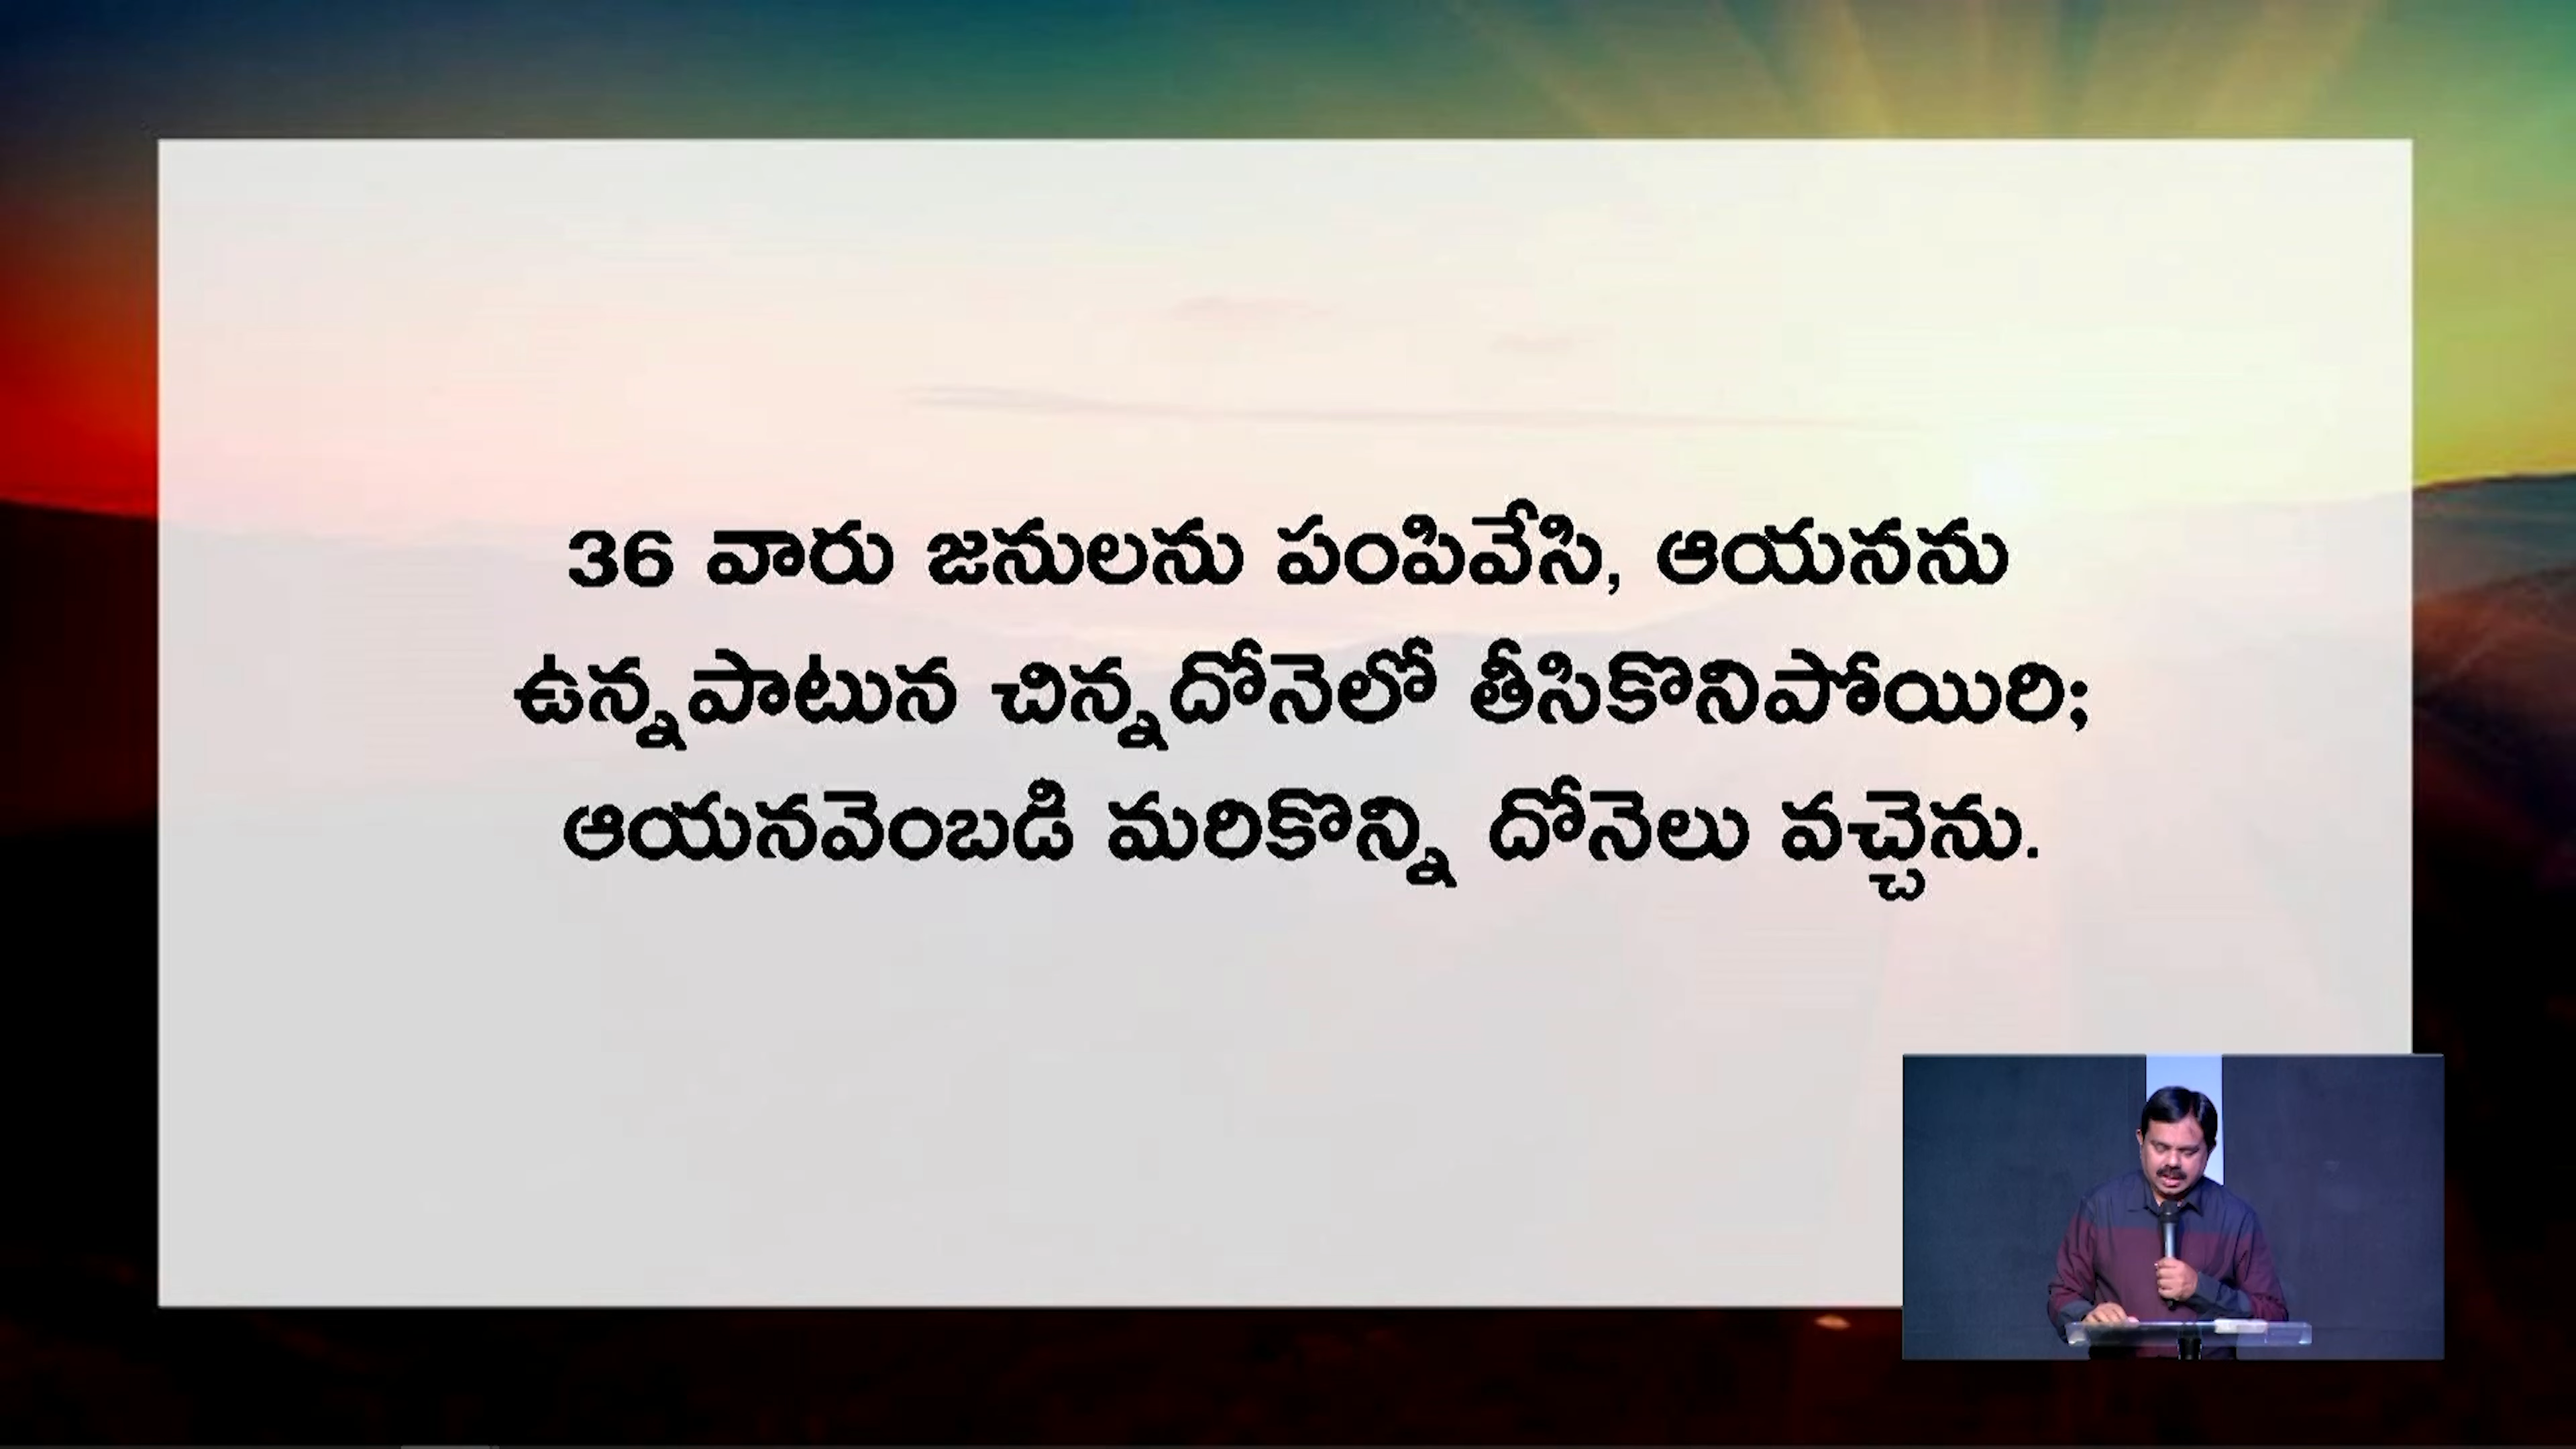 36 వారు జనులను పంపివేసి, ఆయనను
ఉన్నపాటున చిన్నదోనెలో తీసికొనిపోయిరి;
ఆయనవెంబడి మరికొన్ని దోనెలు వచ్చెను.